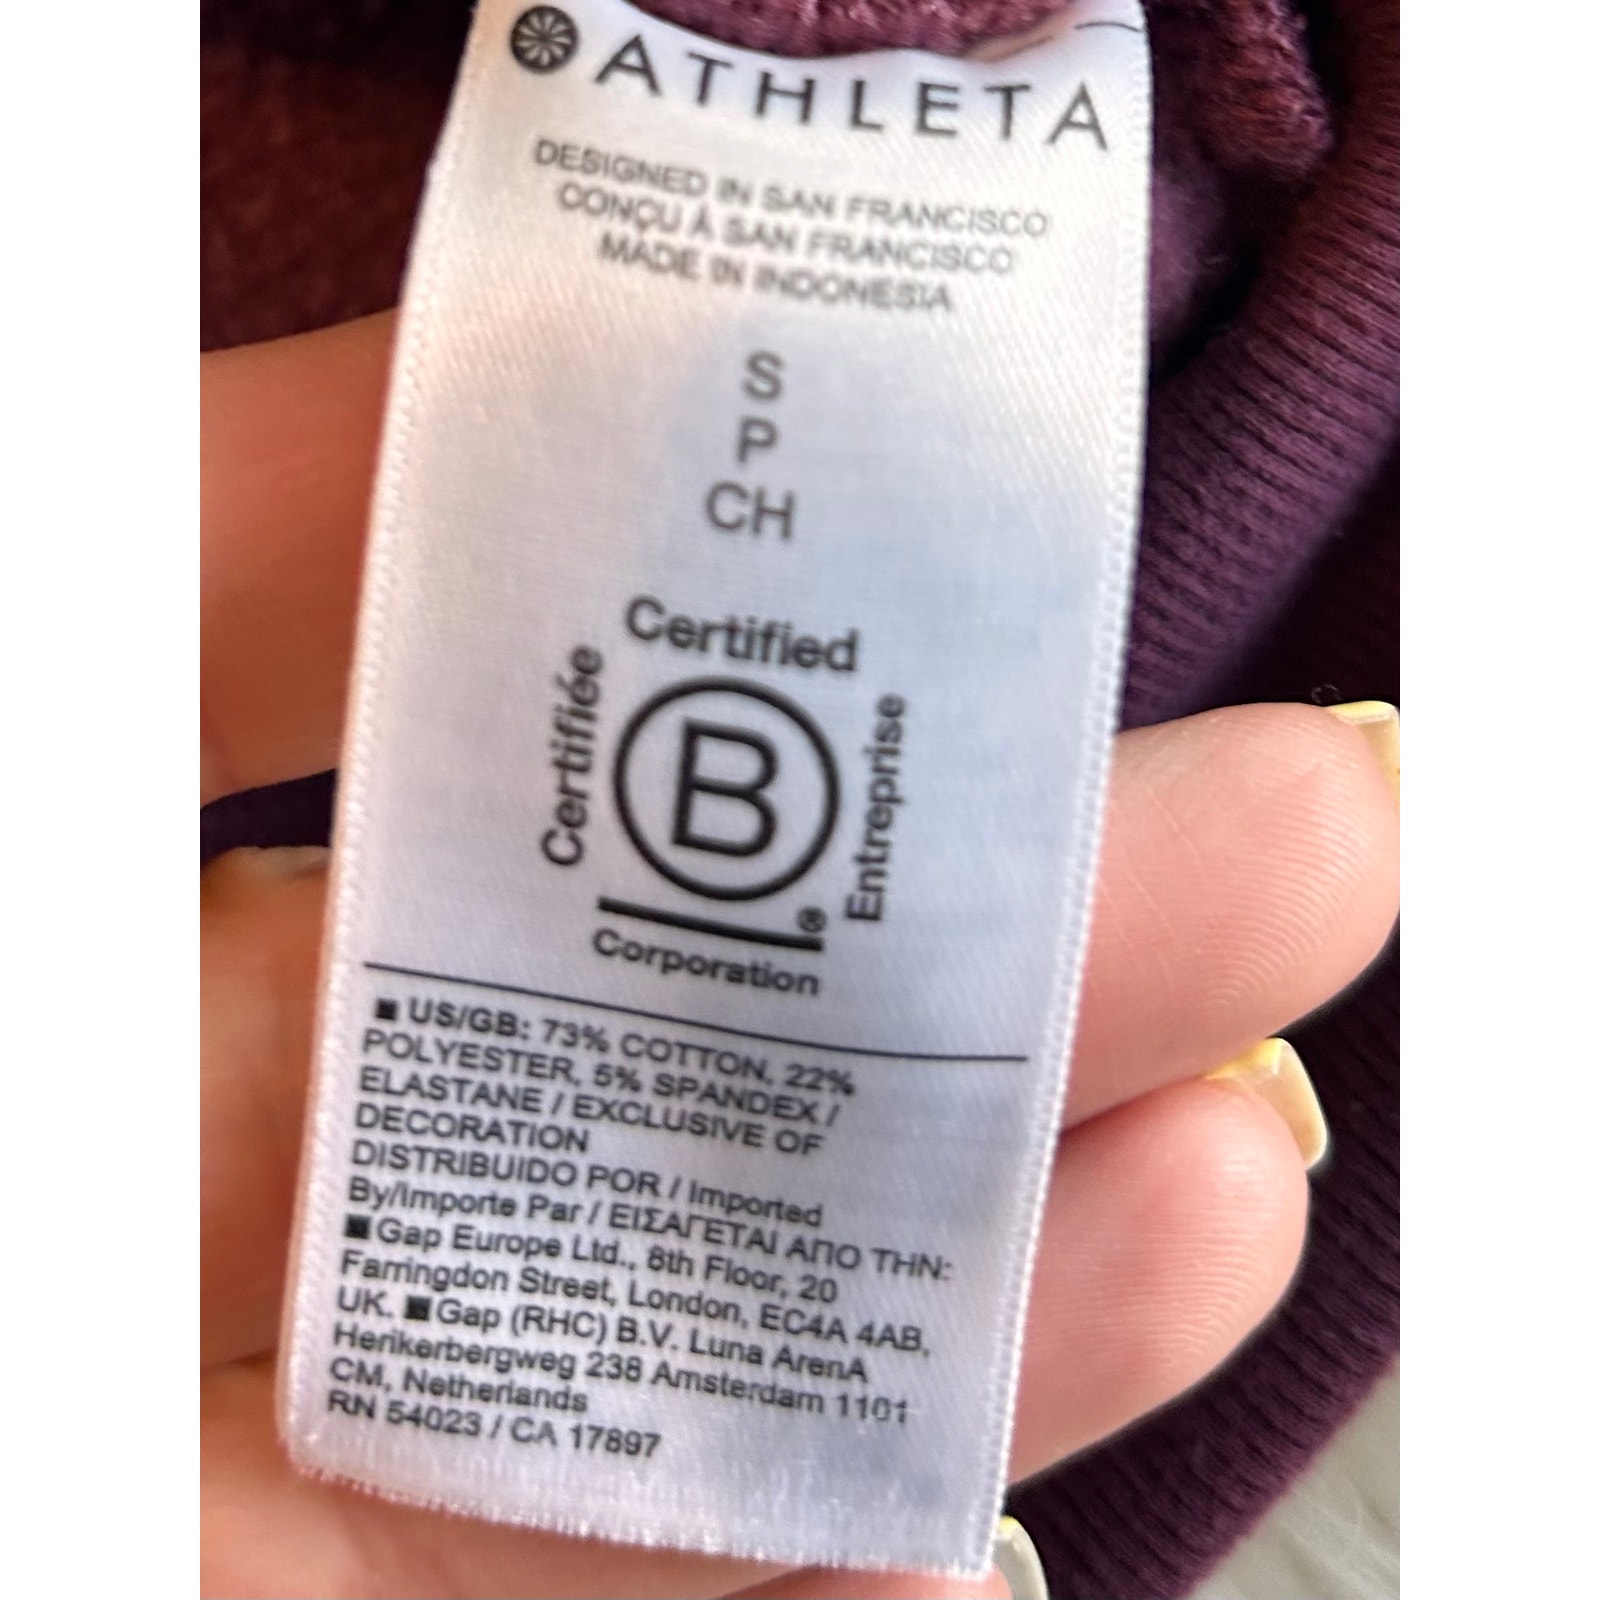 ATHLETA
DESIGNED IN SAN FRANCISCO
CONÇU À SAN FRANCISCO
MADE IN INDONESIA
S
P
CH
Certified
Certifiée
B
Entreprise
®
Corporation
■ US/GB: 73% COTTON, 22%
POLYESTER, 5% SPANDEX /
ELASTANE / EXCLUSIVE OF
DECORATION
DISTRIBUIDO POR / Imported
By/Importe Par / ΕΙΣΑΓΕΤΑΙ ΑΠΟ ΤΗΝ:
■Gap Europe Ltd., 8th Floor, 20
Farringdon Street, London, EC4A 4AB,
UK. ■Gap (RHC) B.V. Luna ArenA
Herikerbergweg 238 Amsterdam 1101
CM, Netherlands
RN 54023 / CA 17897